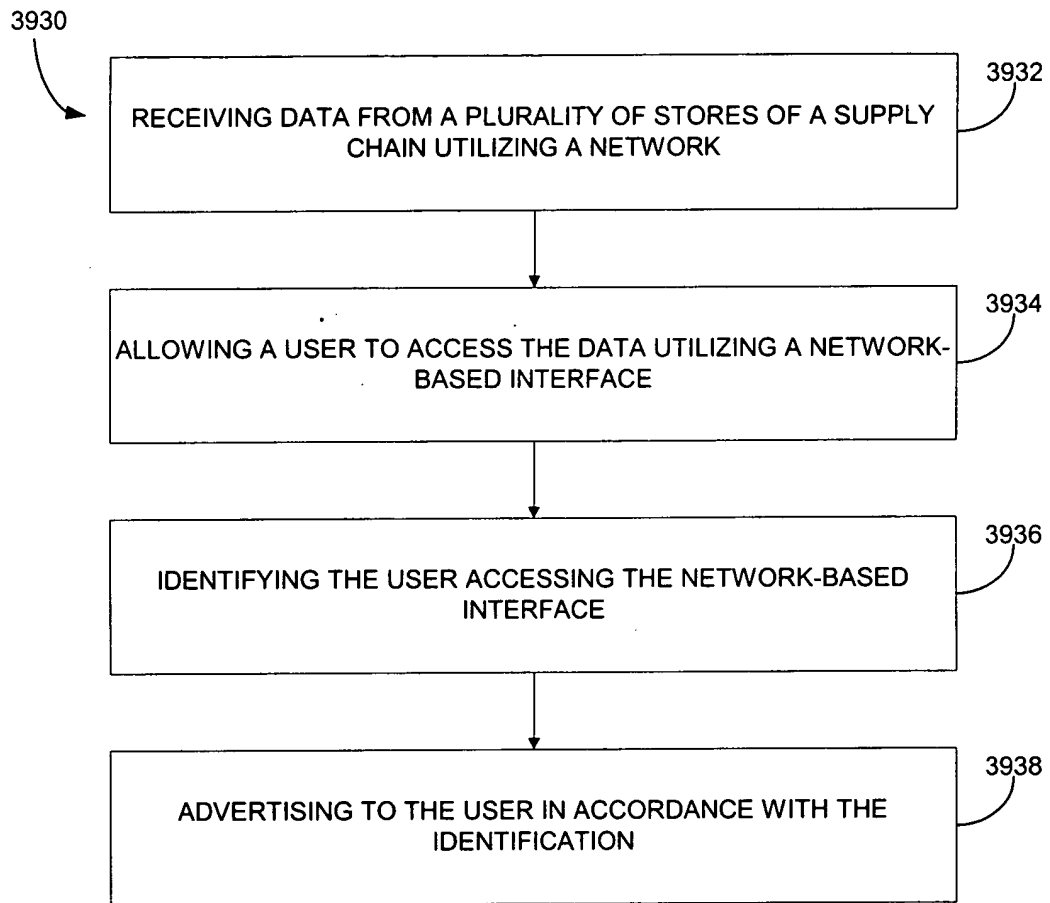 3930
3932
RECEIVING DATA FROM A PLURALITY OF STORES OF A SUPPLY
CHAIN UTILIZING A NETWORK
3934
ALLOWING A USER TO ACCESS THE DATA UTILIZING A NETWORK-
BASED INTERFACE
3936
IDENTIFYING THE USER ACCESSING THE NETWORK-BASED
INTERFACE
3938
ADVERTISING TO THE USER IN ACCORDANCE WITH THE
IDENTIFICATION